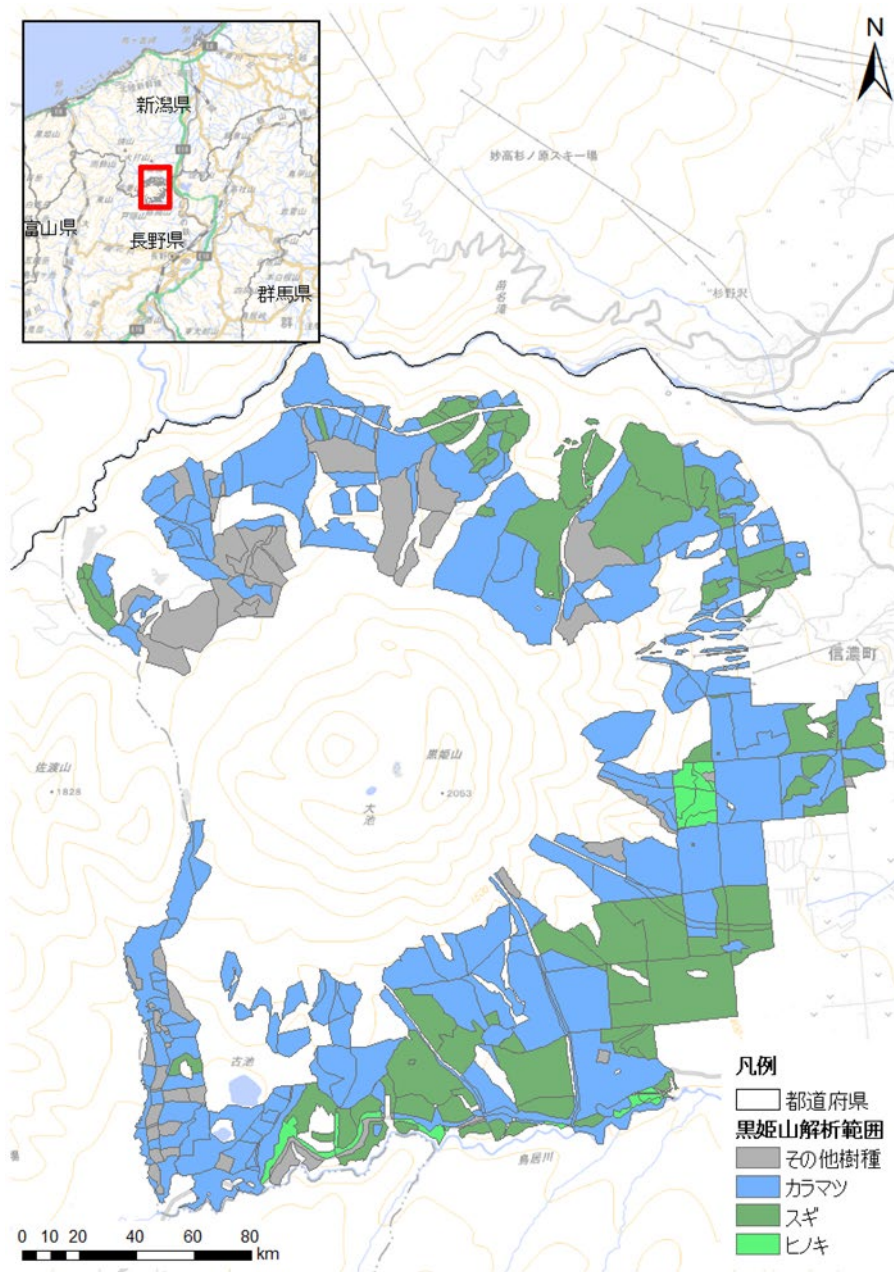 新潟県
富山県
長野県
群馬県
N
妙高杉ノ原スキー場
苗名滝
杉野沢
信濃町
佐渡山
・1828
黒姫山
・2053
大池
古池
鳥居川
凡例
都道府県
黒姫山解析範囲
その他樹種
カラマツ
スギ
ヒノキ
0 10 20 40 60 80
km